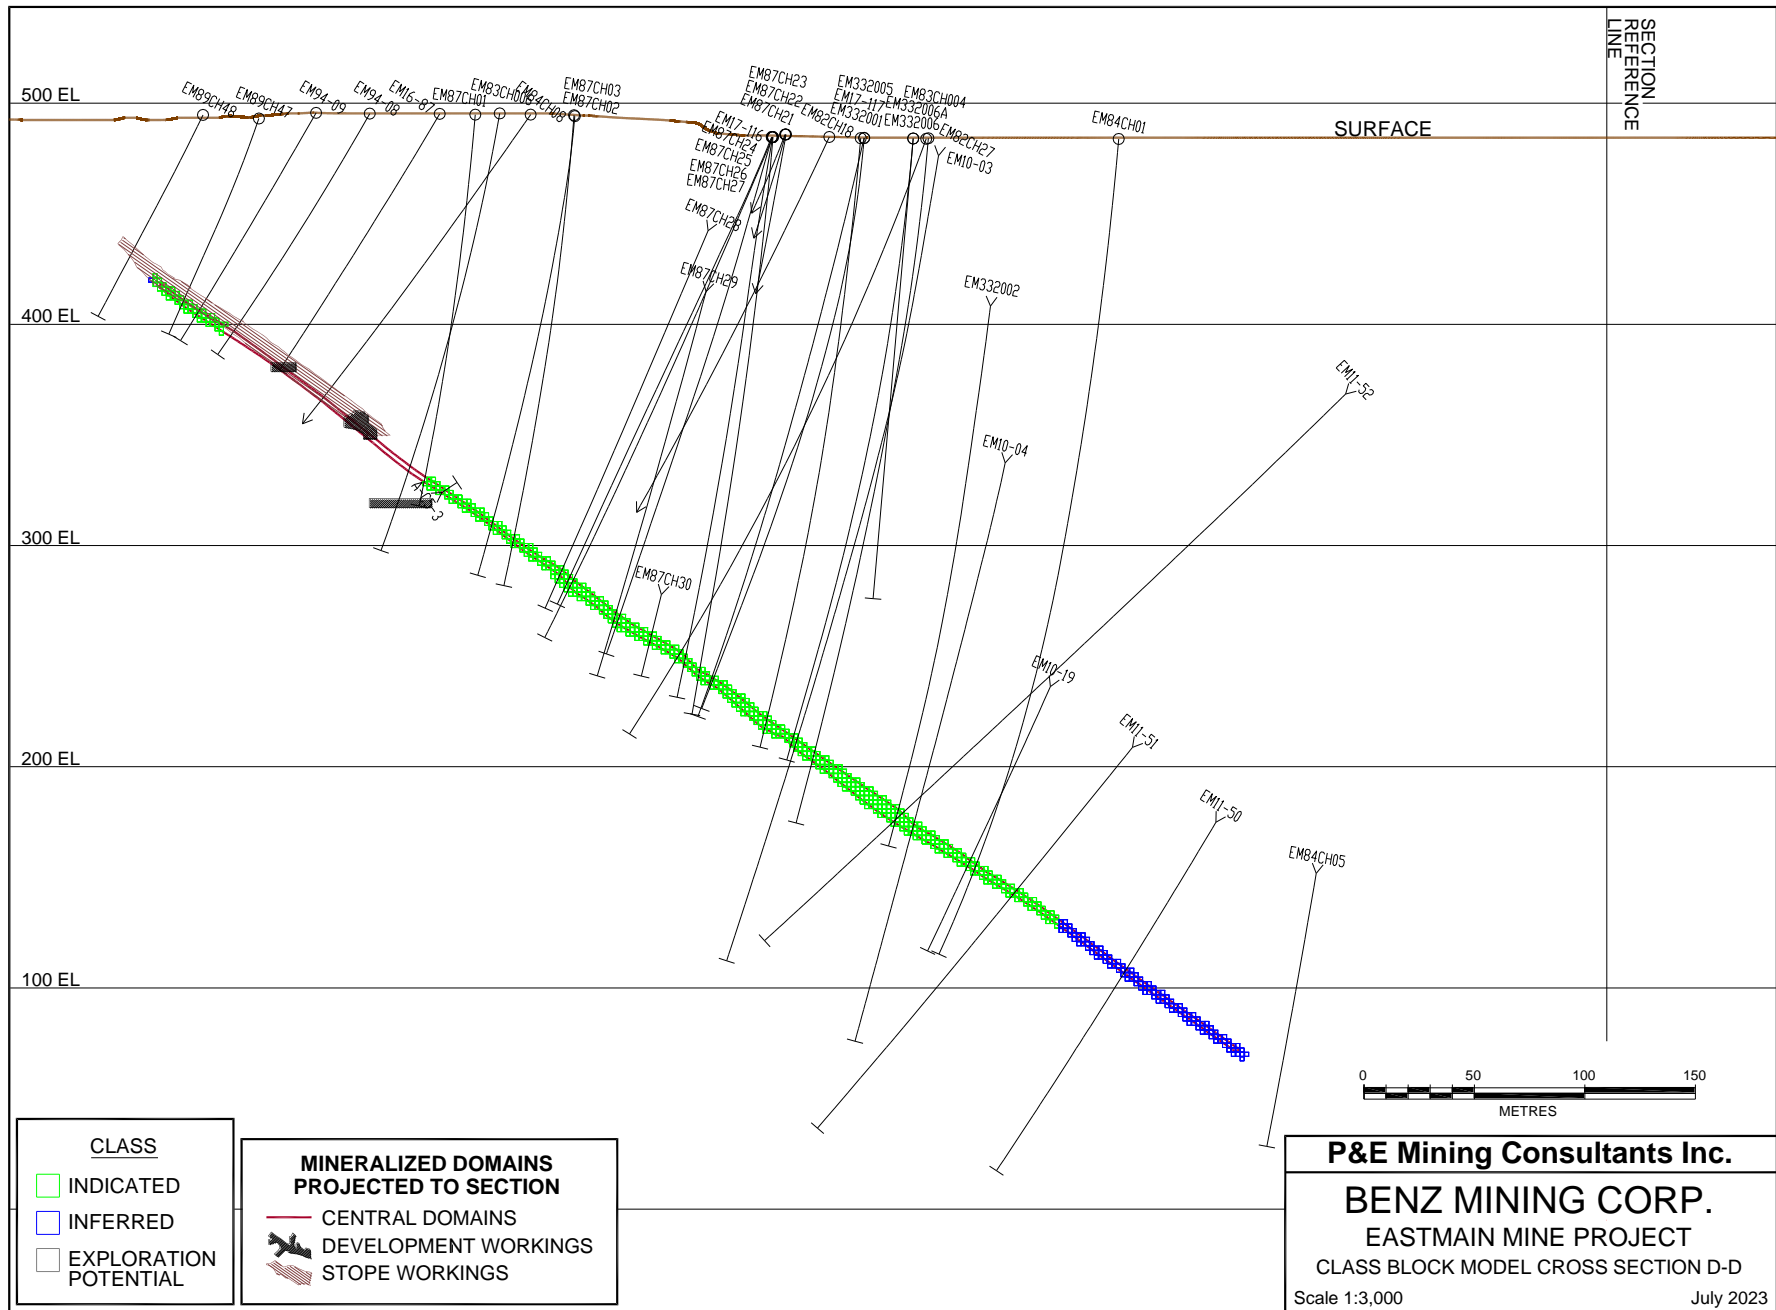 SECTION
REFERENCE
LINE
500 EL
EM89CH48
EM89CH47
EM94-09
EM94-08
EM16-87
EM87CH01
EM83CH006
EM84CH08
EM87CH03
EM87CH02
EM87CH23
EM87CH22
EM87CH21
EM17-116
EM87CH24
EM87CH25
EM87CH26
EM87CH27
EM82CH18
EM332005
EM17-117
EM332001
EM83CH004
EM332006A
EM332006
EM82CH27
EM10-03
EM84CH01
SURFACE
EM87CH28
EM87CH29
EM332002
400 EL
EM11-52
EM10-04
300 EL
EM87CH30
EM10-19
EM11-51
200 EL
EM11-50
EM84CH05
100 EL
0 50 100 150
METRES
CLASS
INDICATED
INFERRED
EXPLORATION
POTENTIAL
MINERALIZED DOMAINS
PROJECTED TO SECTION
CENTRAL DOMAINS
DEVELOPMENT WORKINGS
STOPE WORKINGS
P&E Mining Consultants Inc.
BENZ MINING CORP.
EASTMAIN MINE PROJECT
CLASS BLOCK MODEL CROSS SECTION D-D
Scale 1:3,000 July 2023